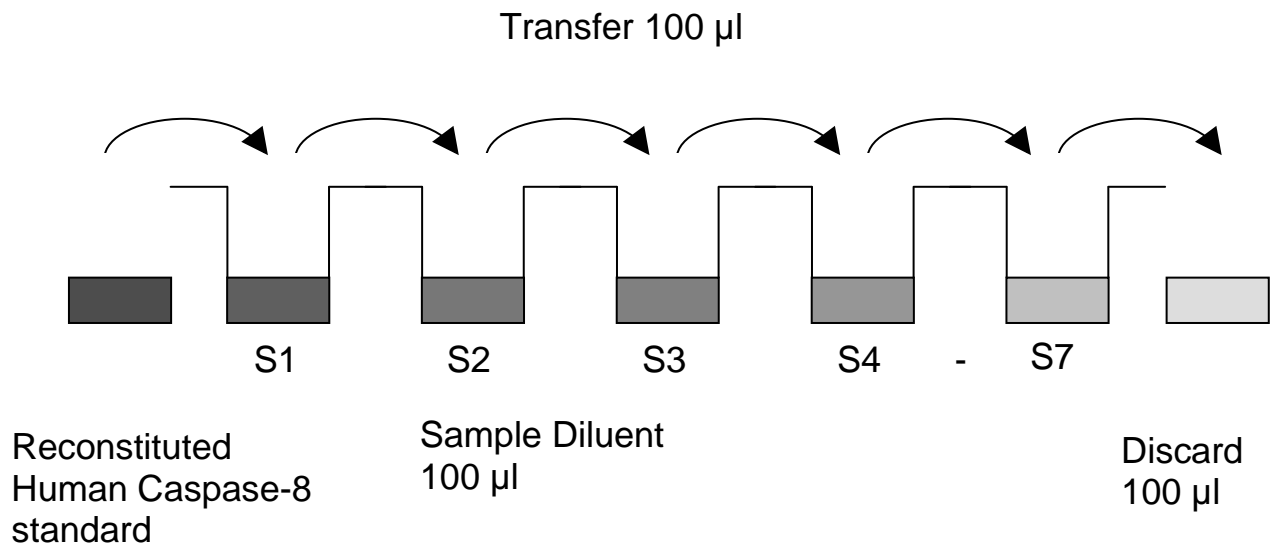 Transfer 100 µl
S1 S2 S3 S4 - S7
Reconstituted
Human Caspase-8
standard
Sample Diluent
100 µl
Discard
100 µl